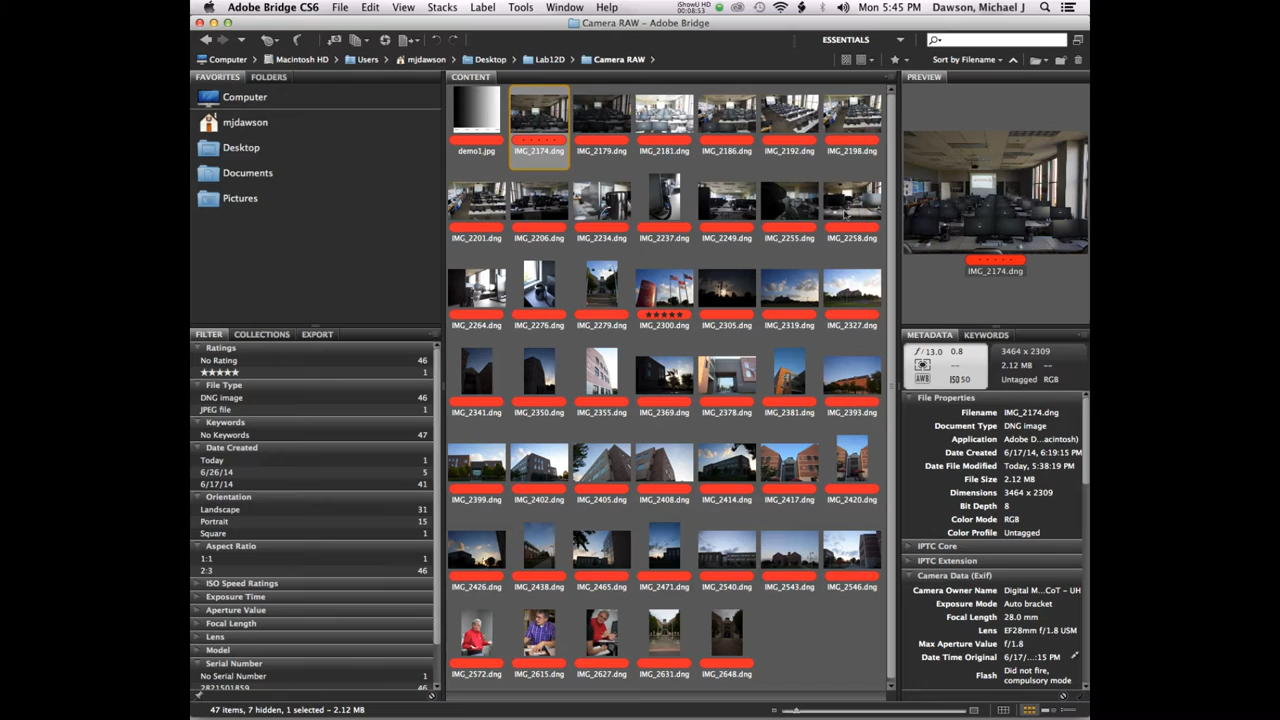 Adobe Bridge CS6 File Edit View Stacks Label Tools Window Help iShowU HD 00:08:53 Mon 5:45 PM Dawson, Michael J
Camera RAW – Adobe Bridge
ESSENTIALS
Computer Macintosh HD Users mjdawson Desktop Lab12D Camera RAW Sort by Filename
FAVORITES FOLDERS CONTENT PREVIEW
Computer
mjdawson
Desktop
Documents
Pictures
demo1.jpg IMG_2174.dng IMG_2179.dng IMG_2181.dng IMG_2186.dng IMG_2192.dng IMG_2198.dng
IMG_2201.dng IMG_2206.dng IMG_2234.dng IMG_2237.dng IMG_2249.dng IMG_2255.dng IMG_2258.dng
IMG_2264.dng IMG_2276.dng IMG_2279.dng IMG_2300.dng IMG_2305.dng IMG_2319.dng IMG_2327.dng
IMG_2341.dng IMG_2350.dng IMG_2355.dng IMG_2369.dng IMG_2378.dng IMG_2381.dng IMG_2393.dng
IMG_2399.dng IMG_2402.dng IMG_2405.dng IMG_2408.dng IMG_2414.dng IMG_2417.dng IMG_2420.dng
IMG_2426.dng IMG_2438.dng IMG_2465.dng IMG_2471.dng IMG_2540.dng IMG_2543.dng IMG_2546.dng
IMG_2572.dng IMG_2615.dng IMG_2627.dng IMG_2631.dng IMG_2648.dng
FILTER COLLECTIONS EXPORT
Ratings
No Rating 46
★★★★★ 1
File Type
DNG image 46
JPEG file 1
Keywords
No Keywords 47
Date Created
Today 1
6/26/14 5
6/17/14 41
Orientation
Landscape 31
Portrait 15
Square 1
Aspect Ratio
1:1 1
2:3 46
ISO Speed Ratings
Exposure Time
Aperture Value
Focal Length
Lens
Model
Serial Number
No Serial Number 1
2821501859
IMG_2174.dng
METADATA KEYWORDS
f/13.0 0.8 3464 x 2309
-- 2.12 MB --
AWB ISO 50 Untagged RGB
File Properties
Filename IMG_2174.dng
Document Type DNG image
Application Adobe D...acintosh)
Date Created 6/17/14, 6:19:15 PM
Date File Modified Today, 5:38:19 PM
File Size 2.12 MB
Dimensions 3464 x 2309
Bit Depth 8
Color Mode RGB
Color Profile Untagged
IPTC Core
IPTC Extension
Camera Data (Exif)
Camera Owner Name Digital M...CoT - UH
Exposure Mode Auto bracket
Focal Length 28.0 mm
Lens EF28mm f/1.8 USM
Max Aperture Value f/1.8
Date Time Original 6/17/...:15 PM
Flash Did not fire,
compulsory mode
47 items, 7 hidden, 1 selected – 2.12 MB